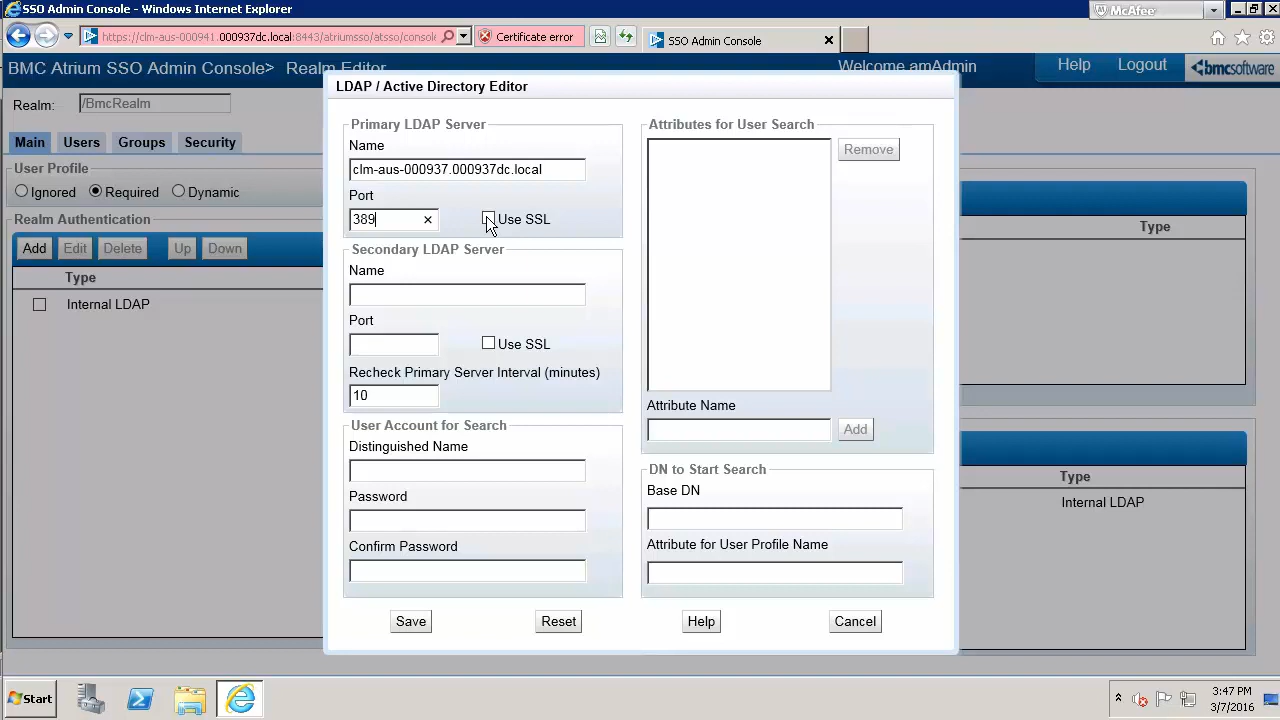 SSO Admin Console - Windows Internet Explorer
McAfee
https://clm-aus-000941.000937dc.local:8443/atriumsso/atsso/console
Certificate error
SSO Admin Console
BMC Atrium SSO Admin Console> Realm Editor
Welcome amAdmin
Help
Logout
bmcsoftware
Realm:
/BmcRealm
Main
Users
Groups
Security
User Profile
Ignored
Required
Dynamic
Realm Authentication
Add
Edit
Delete
Up
Down
Type
Internal LDAP
LDAP / Active Directory Editor
Primary LDAP Server
Name
clm-aus-000937.000937dc.local
Port
389
Use SSL
Secondary LDAP Server
Name
Port
Use SSL
Recheck Primary Server Interval (minutes)
10
User Account for Search
Distinguished Name
Password
Confirm Password
Attributes for User Search
Remove
Attribute Name
Add
DN to Start Search
Base DN
Attribute for User Profile Name
Save
Reset
Help
Cancel
Type
Type
Internal LDAP
Start
3:47 PM
3/7/2016